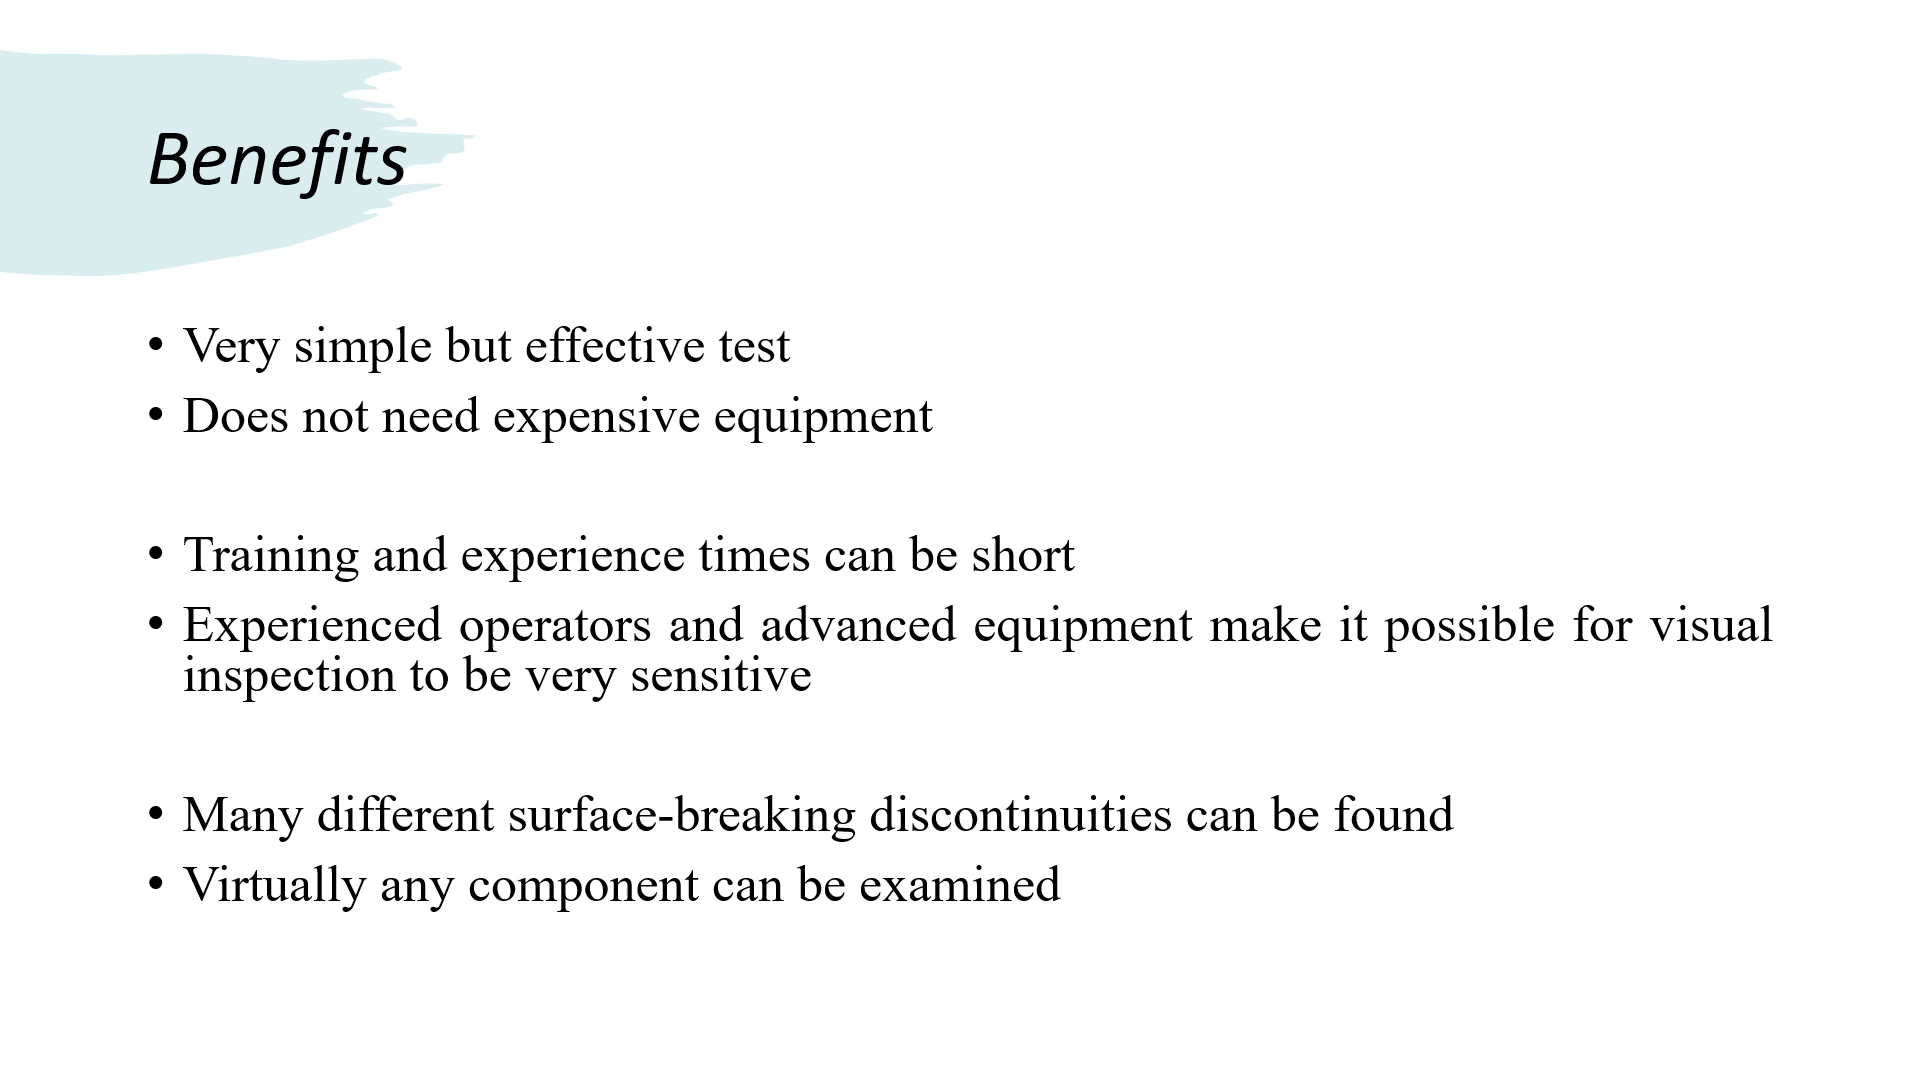 Benefits
• Very simple but effective test
• Does not need expensive equipment
• Training and experience times can be short
• Experienced operators and advanced equipment make it possible for visual
inspection to be very sensitive
• Many different surface-breaking discontinuities can be found
• Virtually any component can be examined